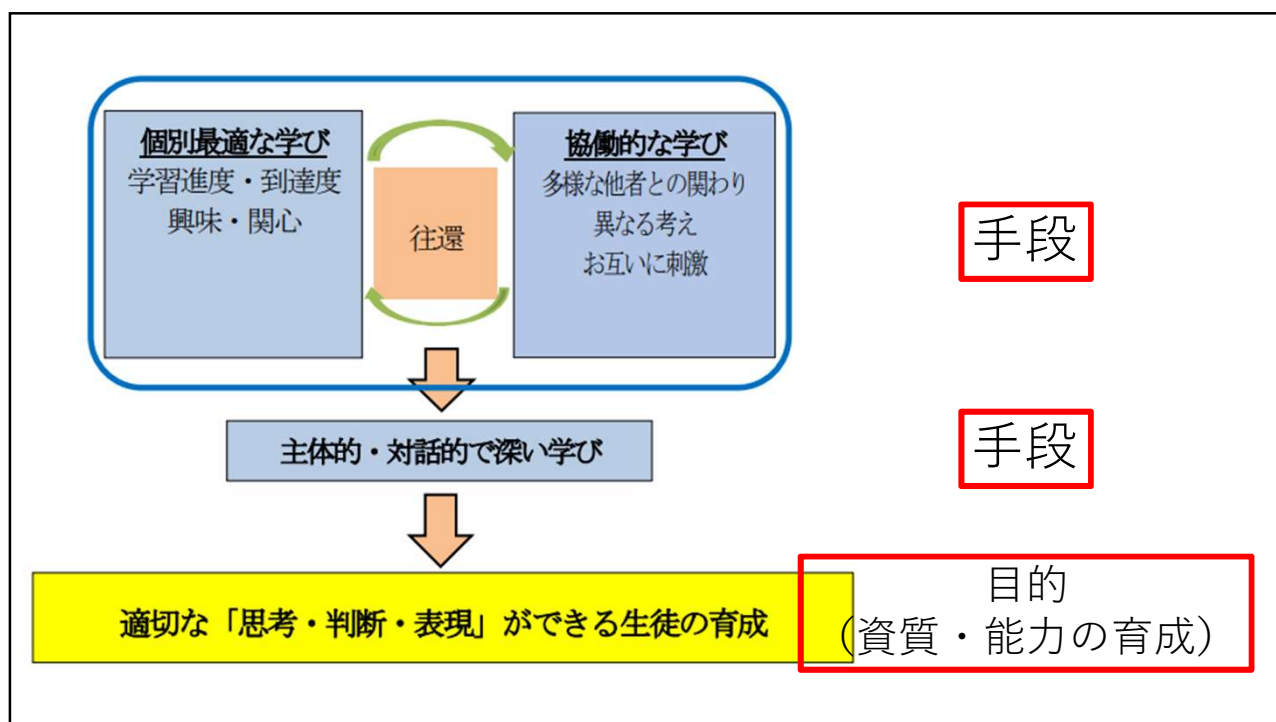 個別最適な学び
学習進度・到達度
興味・関心
往還
協働的な学び
多様な他者との関わり
異なる考え
お互いに刺激
手段
主体的・対話的で深い学び
手段
適切な「思考・判断・表現」ができる生徒の育成
目的
（資質・能力の育成）